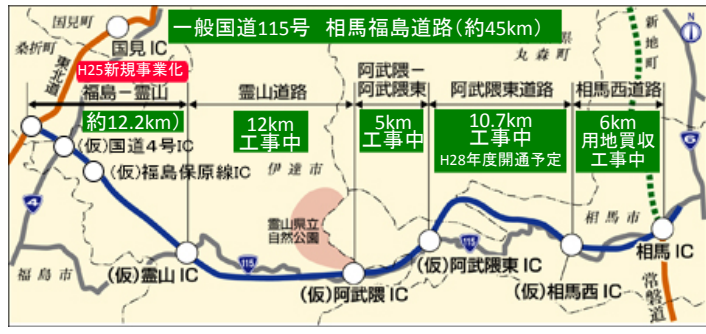 一般国道115号 相馬福島道路(約45km)
国見町
国見IC
桑折町
東北道
H25新規事業化
丸森町
新地町
N
福島－霊山
約12.2km)
霊山道路
12km
工事中
阿武隈－
阿武隈東
5km
工事中
阿武隈東道路
10.7km
工事中
H28年度開通予定
相馬西道路
6km
用地買収
工事中
6
(仮)国道4号IC
(仮)福島保原線IC
伊達市
4
霊山県立
自然公園
相馬市
福島市
(仮)霊山IC
115
(仮)阿武隈IC
115
(仮)阿武隈東IC
(仮)相馬西IC
相馬IC
常磐道